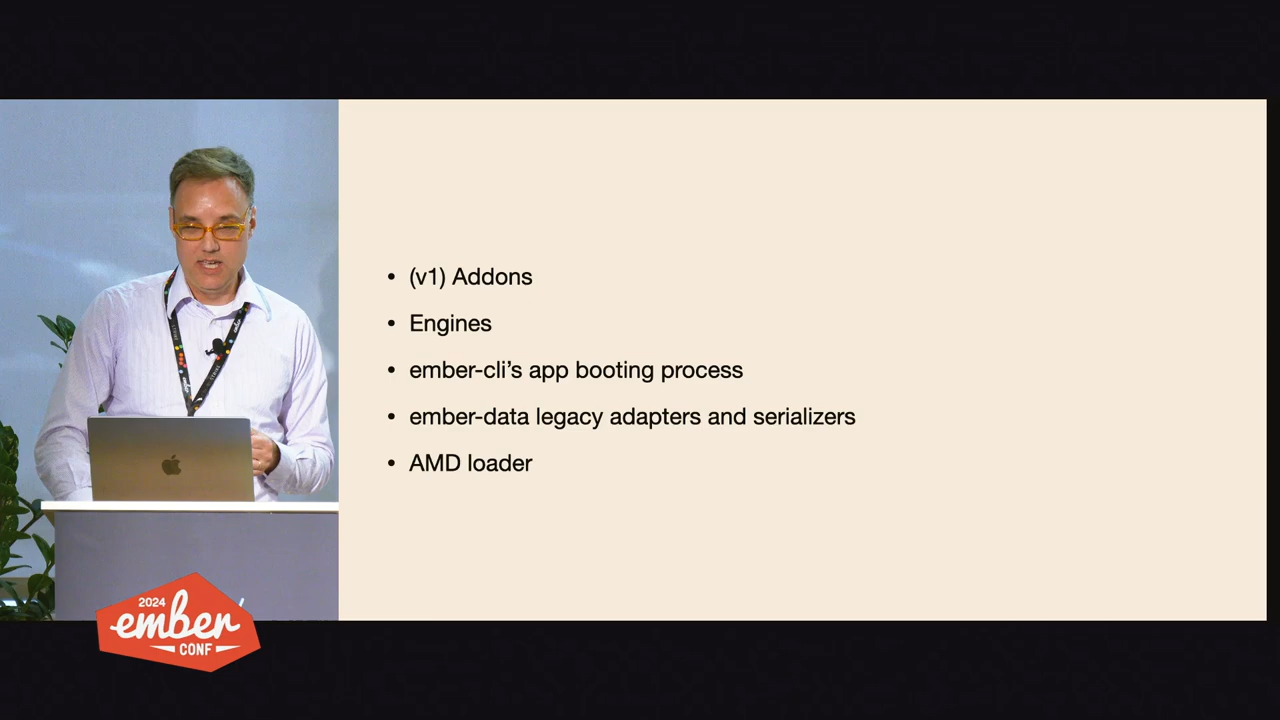 (v1) Addons
Engines
ember-cli’s app booting process
ember-data legacy adapters and serializers
AMD loader
2024
ember
CONF